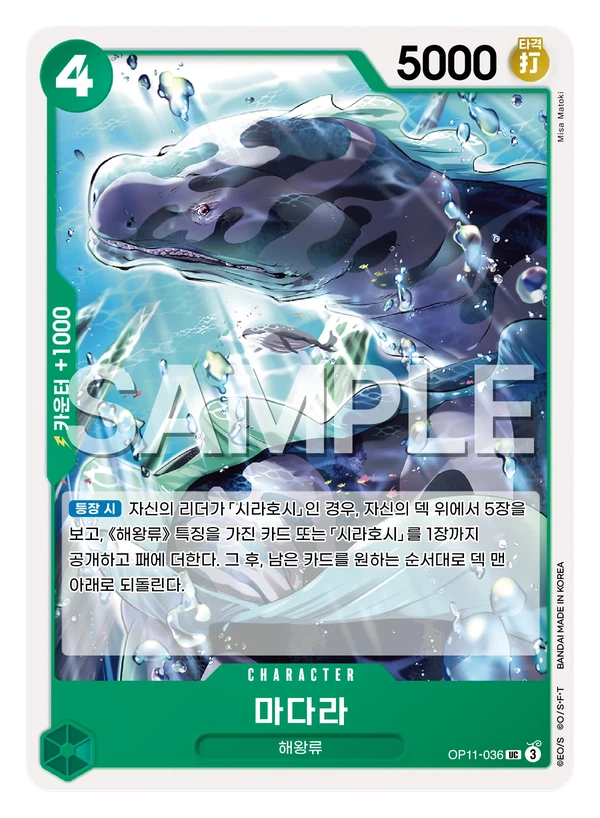 4
5000
타격
打
Misa Matoki
카운터 +1000
SAMPLE
등장 시 자신의 리더가 「시라호시」인 경우, 자신의 덱 위에서 5장을
보고, 《해왕류》 특징을 가진 카드 또는 「시라호시」를 1장까지
공개하고 패에 더한다. 그 후, 남은 카드를 원하는 순서대로 덱 맨
아래로 되돌린다.
CHARACTER
마다라
해왕류
OP11-036 UC 3
©EO/S ©O/S·F·T BANDAI MADE IN KOREA